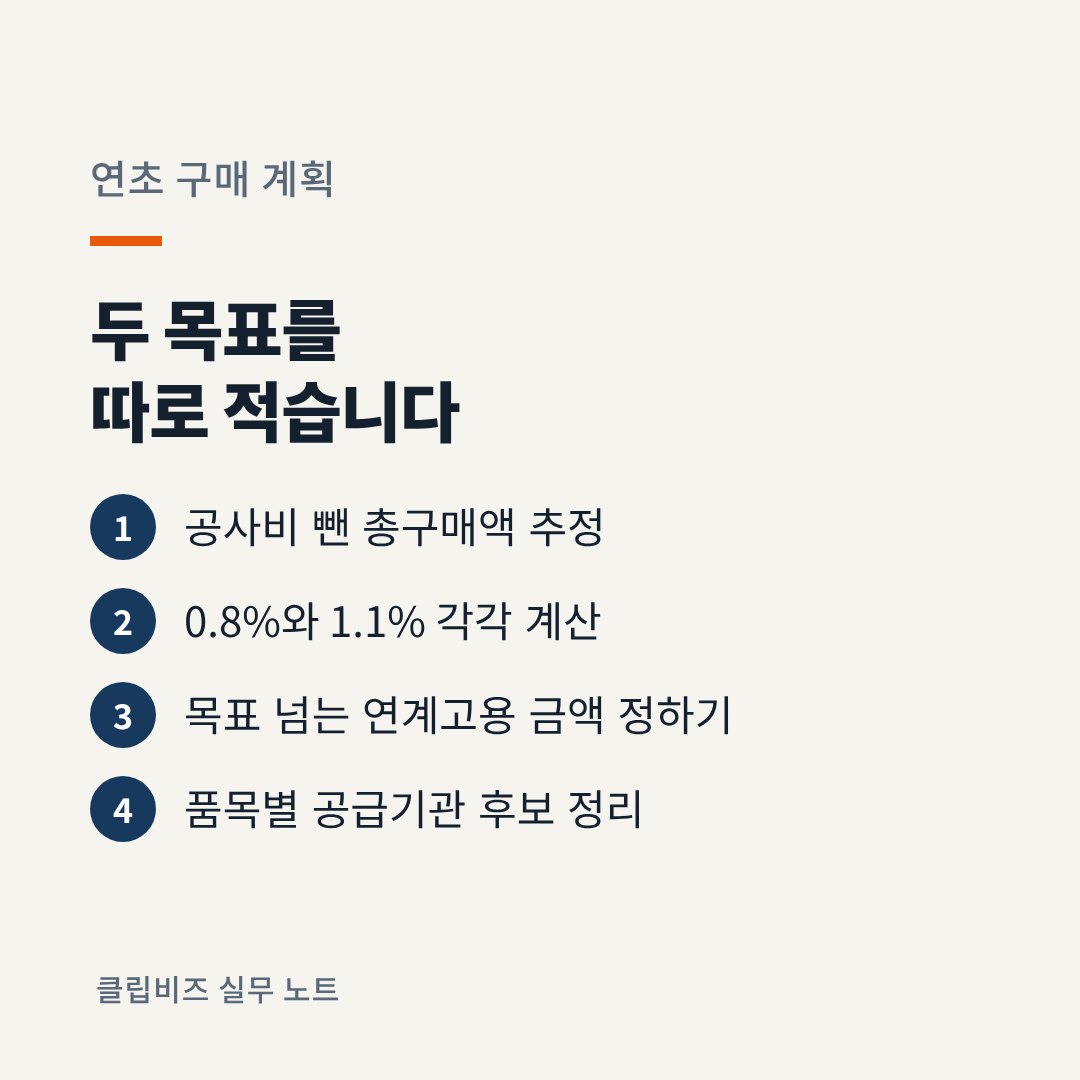 연초 구매 계획
두 목표를
따로 적습니다
1 공사비 뺀 총구매액 추정
2 0.8%와 1.1% 각각 계산
3 목표 넘는 연계고용 금액 정하기
4 품목별 공급기관 후보 정리
클립비즈 실무 노트